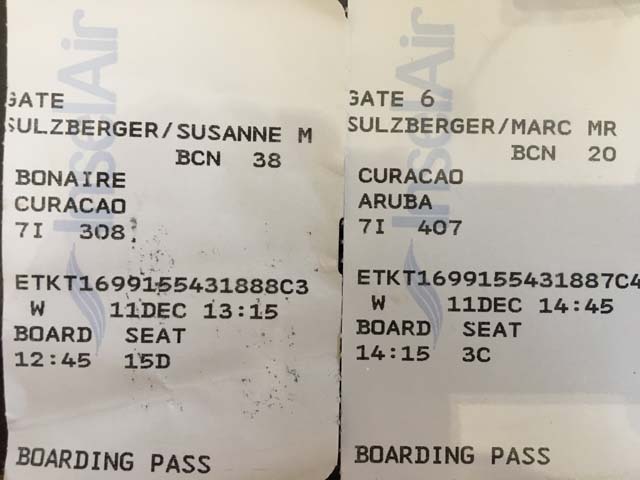 InselAir
GATE
SULZBERGER/SUSANNE M
BCN 38
BONAIRE
CURACAO
7I 308
ETKT1699155431888C3
W 11DEC 13:15
BOARD SEAT
12:45 15D
BOARDING PASS
InselAir
GATE 6
SULZBERGER/MARC MR
BCN 20
CURACAO
ARUBA
7I 407
ETKT1699155431887C4
W 11DEC 14:45
BOARD SEAT
14:15 3C
BOARDING PASS